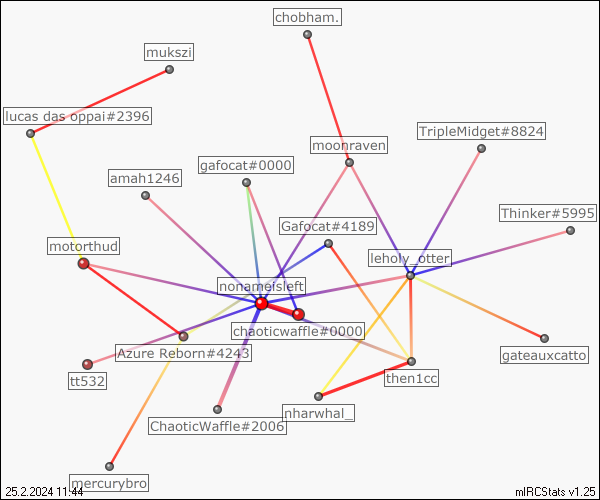 chobham.
mukszi
lucas das oppai#2396
TripleMidget#8824
moonraven
gafocat#0000
amah1246
Thinker#5995
Gafocat#4189
motorthud
leholy_otter
nonameisleft
chaoticwaffle#0000
Azure Reborn#4243
gateauxcatto
tt532
then1cc
nharwhal_
ChaoticWaffle#2006
mercurybro
25.2.2024 11:44
mIRCStats v1.25